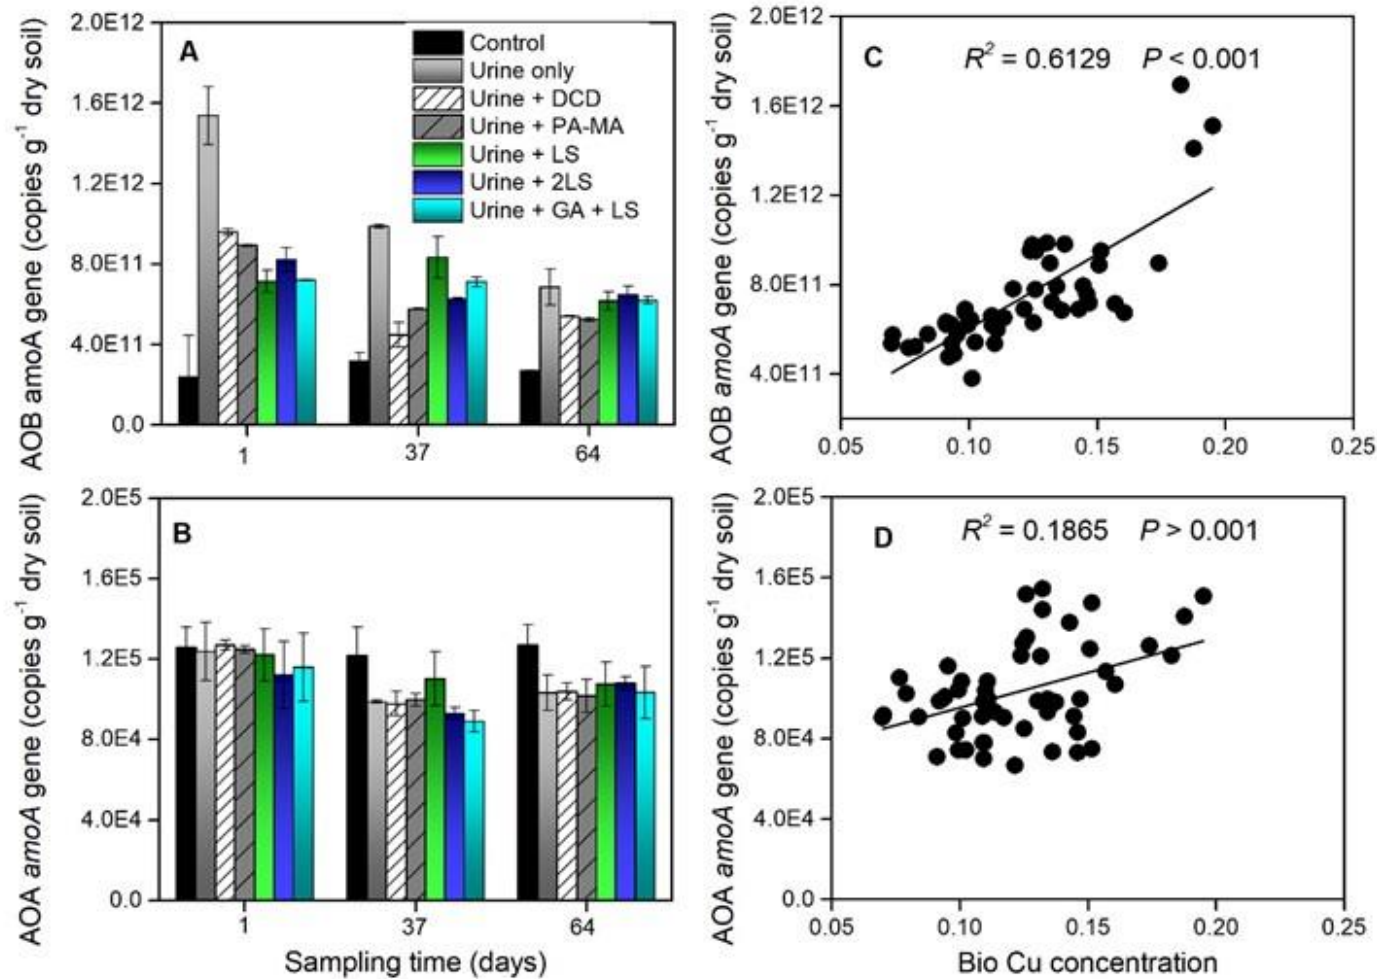 AOB amoA gene (copies g⁻¹ dry soil)
2.0E12
1.6E12
1.2E12
8.0E11
4.0E11
0.0
A
Control
Urine only
Urine + DCD
Urine + PA-MA
Urine + LS
Urine + 2LS
Urine + GA + LS
1 37 64
AOB amoA gene (copies g⁻¹ dry soil)
2.0E12
1.6E12
1.2E12
8.0E11
4.0E11
C
R² = 0.6129 P < 0.001
0.05 0.10 0.15 0.20 0.25
AOA amoA gene (copies g⁻¹ dry soil)
2.0E5
1.6E5
1.2E5
8.0E4
4.0E4
0.0
B
1 37 64
Sampling time (days)
AOA amoA gene (copies g⁻¹ dry soil)
2.0E5
1.6E5
1.2E5
8.0E4
4.0E4
0.0
D
R² = 0.1865 P > 0.001
0.05 0.10 0.15 0.20 0.25
Bio Cu concentration